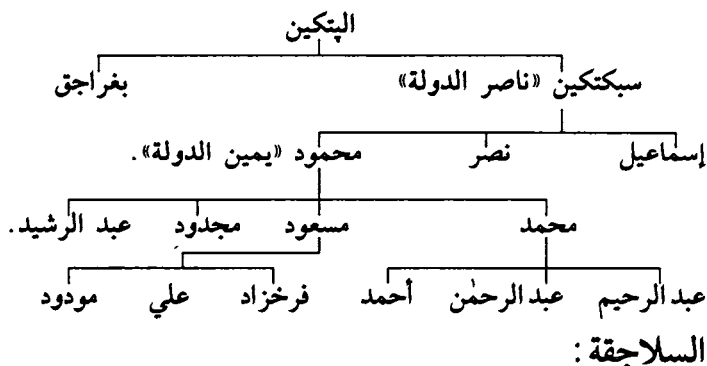 الپتكين
سبكتكين «ناصر الدولة» بغراجق
إسماعيل نصر محمود «يمين الدولة».
محمد مسعود مجدود عبد الرشيد.
عبد الرحيم عبد الرحمٰن أحمد فرخزاد علي مودود
السلاجقة: